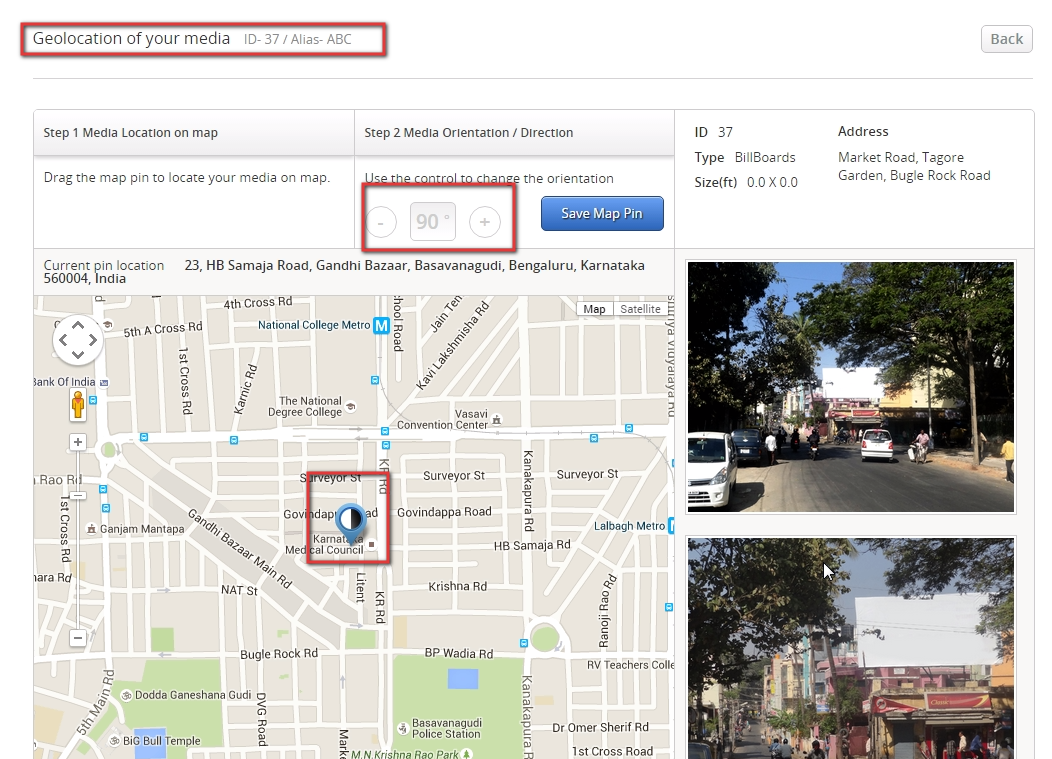 Geolocation of your media ID- 37 / Alias- ABC
Back
Step 1 Media Location on map
Step 2 Media Orientation / Direction
Drag the map pin to locate your media on map.
Use the control to change the orientation
- 90 ° +
Save Map Pin
ID 37
Type BillBoards
Size(ft) 0.0 X 0.0
Address
Market Road, Tagore
Garden, Bugle Rock Road
Current pin location 23, HB Samaja Road, Gandhi Bazaar, Basavanagudi, Bengaluru, Karnataka
560004, India
Map Satellite
4th Cross Rd
5th A Cross Rd
National College Metro M
hool Road
Jain Ten
Kavi Lakshmisha Rd
1st Cross Rd
Karnic Rd
Bank Of India
The National
Degree College
Vasavi
Convention Center
KR Rd
Kanakapura Rd
Surveyor St
Surveyor St
Surveyor St
a Rao Rd
1st Cross Rd
Govindappa Road
Govindappa Road
Ganjam Mantapa
Gandhi Bazaar Main Rd
Karnataka
Medical Council
HB Samaja Rd
Lalbagh Metro
hara Rd
NAT St
Litent
KR Rd
Krishna Rd
Ranoji Rao Rd
Bugle Rock Rd
BP Wadia Rd
RV Teachers Colle
5th Main Rd
Dodda Ganeshana Gudi
DVG Road
Basavanagudi
Police Station
Kanakapura R
Dr Omer Sherif Rd
BiG Bull Temple
Marke
M.N.Krishna Rao Park
1st Cross Road